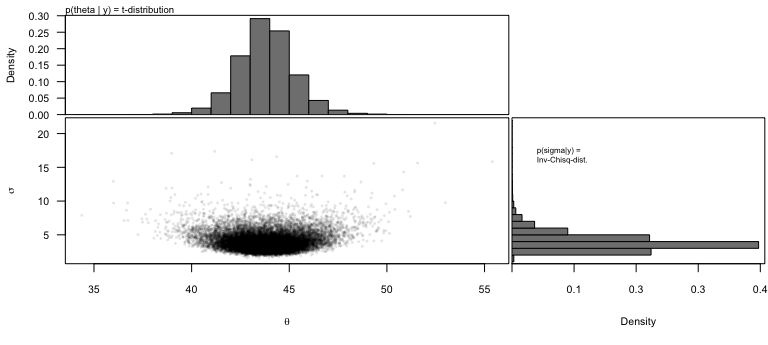 p(theta | y) = t-distribution
0.30
0.25
0.20
0.15
0.10
0.05
0.00
Density
20
15
10
5
σ
p(sigma|y) =
Inv-Chisq-dist.
35 40 45 50 55
0.1 0.3 0.3 0.4
θ
Density